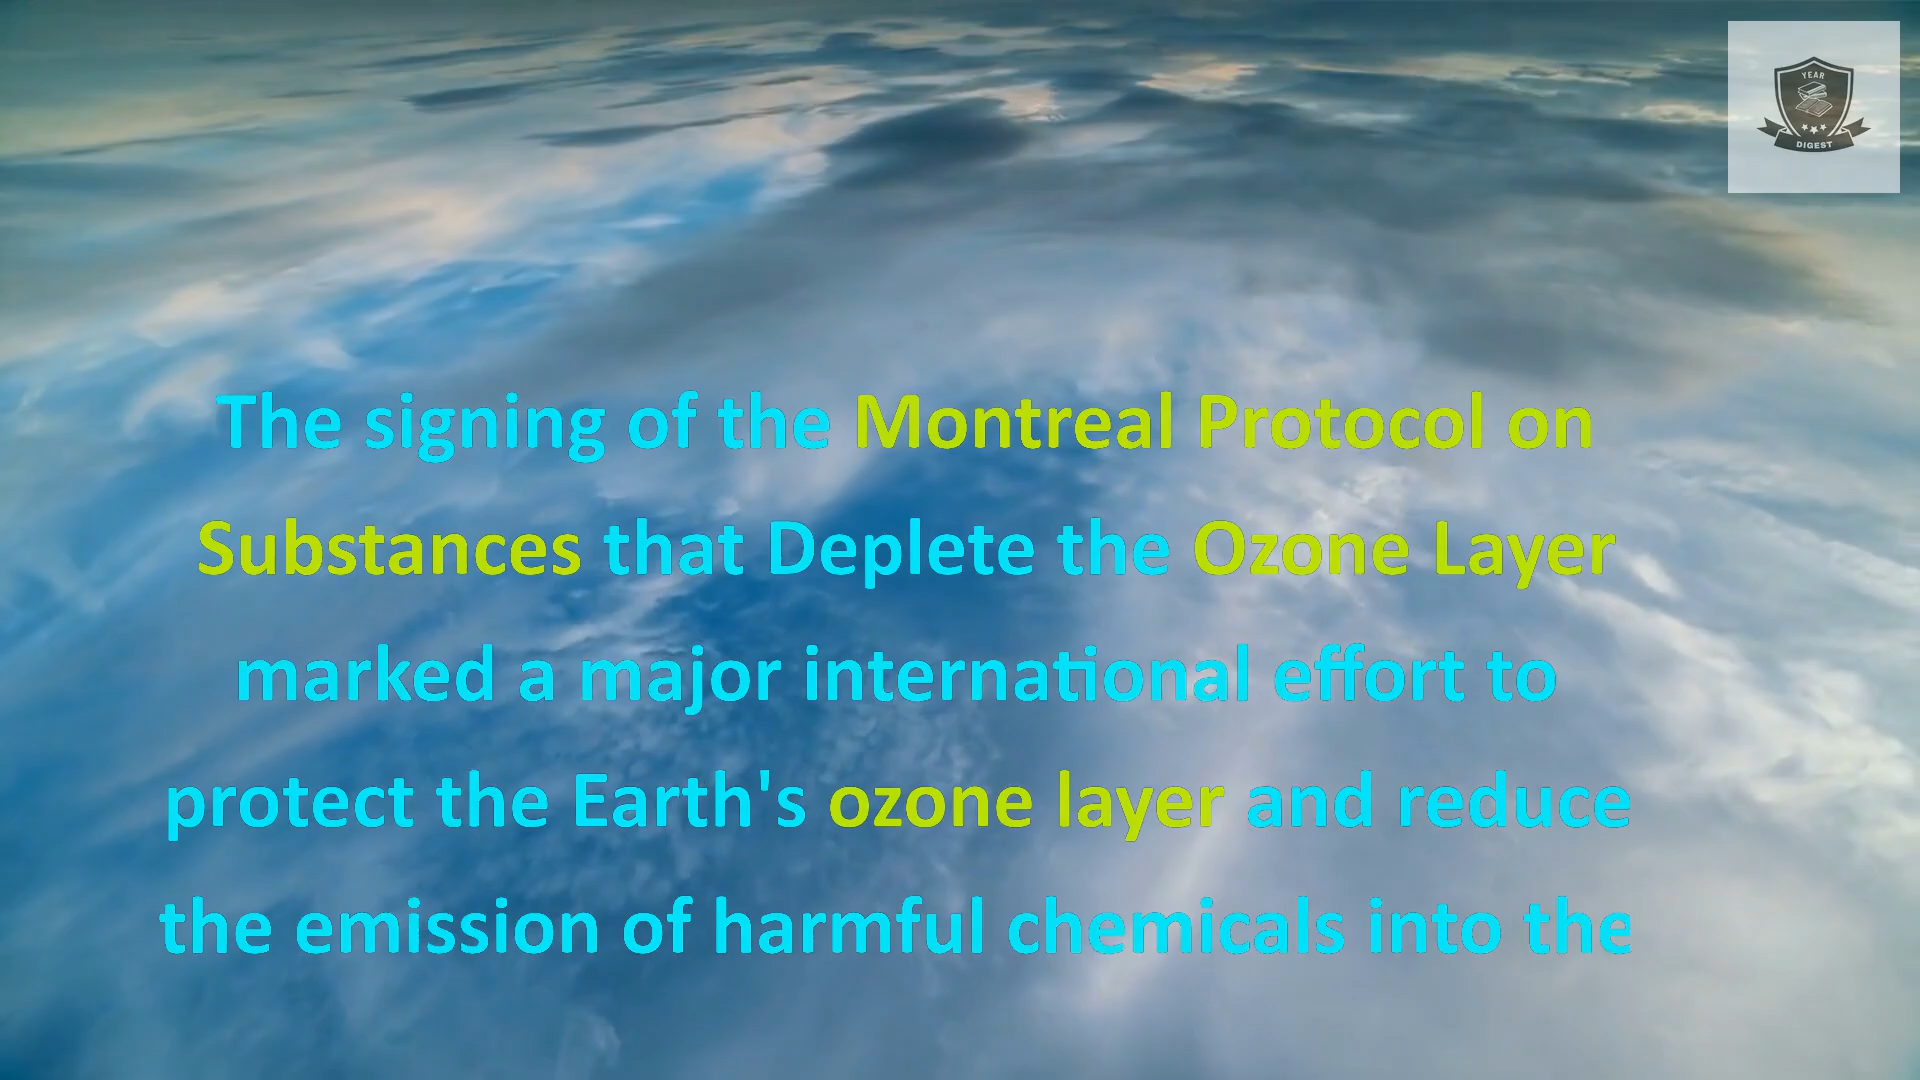 YEAR
DIGEST
The signing of the Montreal Protocol on
Substances that Deplete the Ozone Layer
marked a major international effort to
protect the Earth's ozone layer and reduce
the emission of harmful chemicals into the